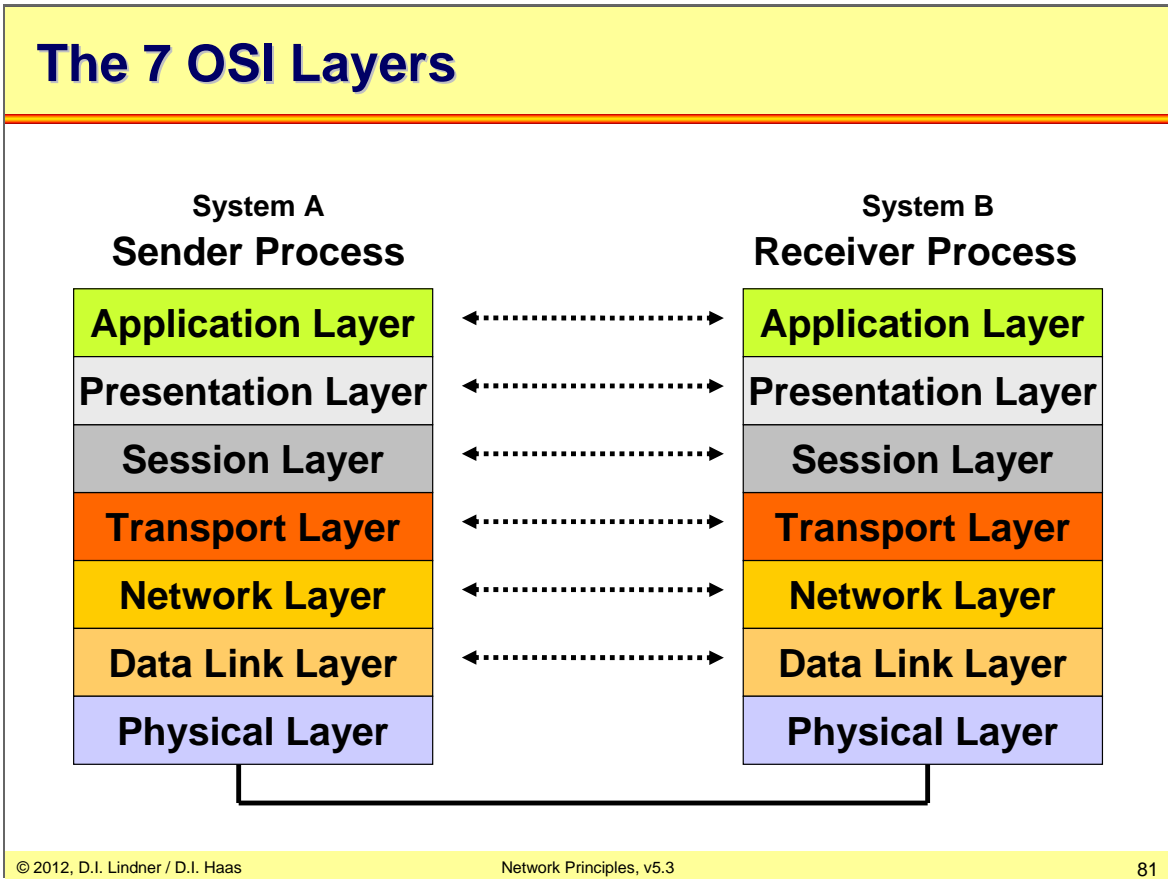 The 7 OSI Layers
System A
Sender Process
System B
Receiver Process
Application Layer
Application Layer
Presentation Layer
Presentation Layer
Session Layer
Session Layer
Transport Layer
Transport Layer
Network Layer
Network Layer
Data Link Layer
Data Link Layer
Physical Layer
Physical Layer
© 2012, D.I. Lindner / D.I. Haas
Network Principles, v5.3
81